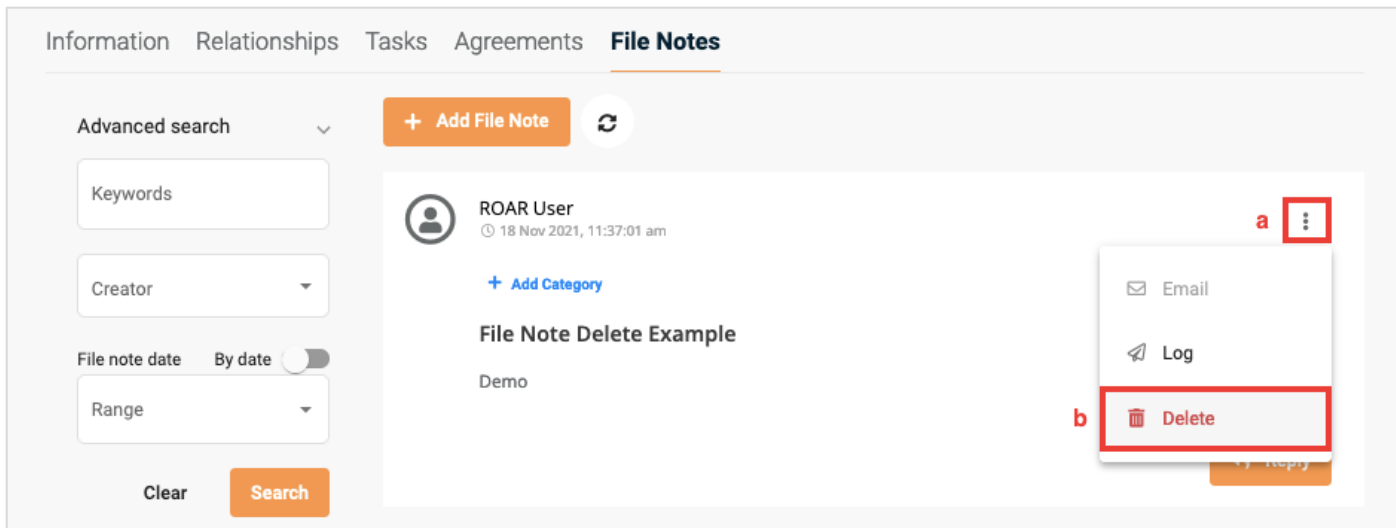 Information Relationships Tasks Agreements File Notes
Advanced search
+ Add File Note
Keywords
ROAR User
18 Nov 2021, 11:37:01 am
a
Creator
+ Add Category
Email
File Note Delete Example
File note date By date
Log
Demo
Range
b
Delete
Reply
Clear Search